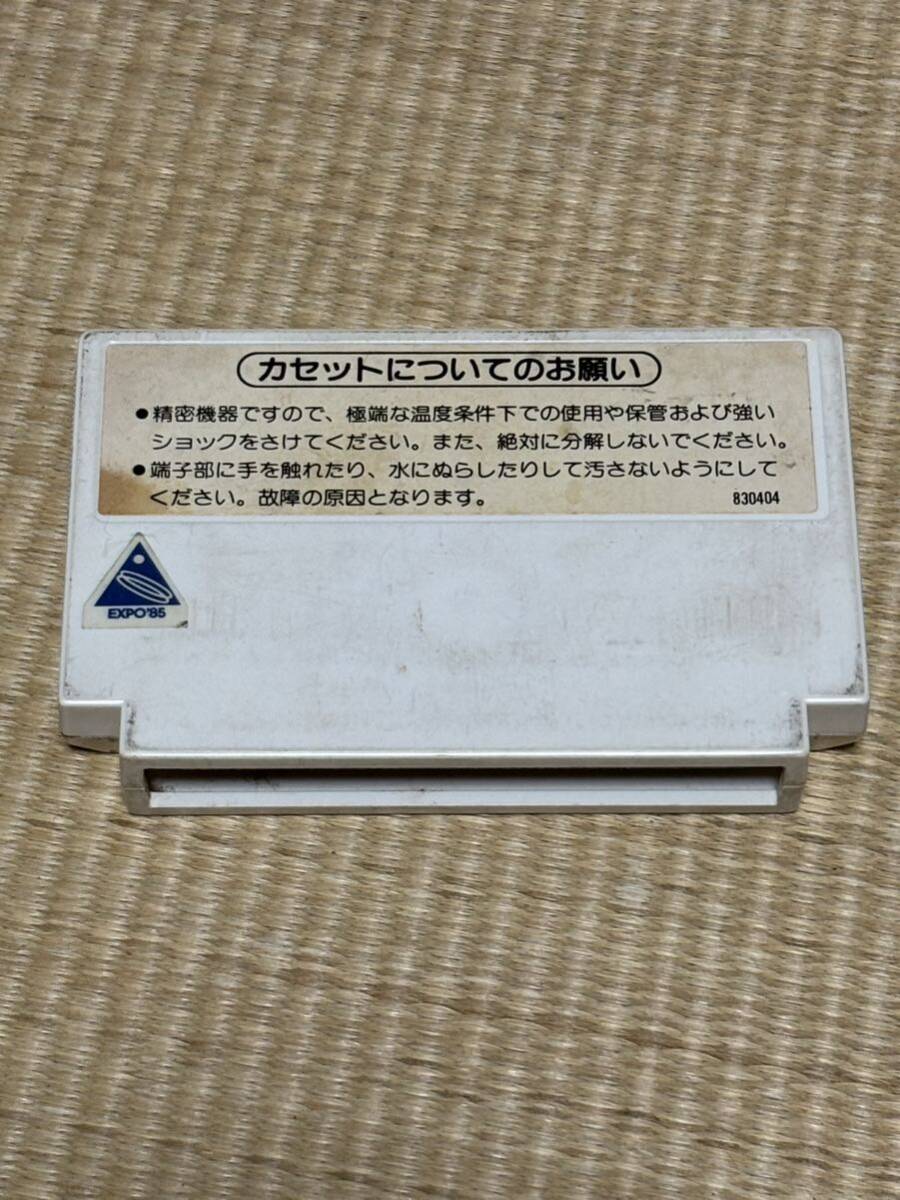 カセットについてのお願い
●精密機器ですので、極端な温度条件下での使用や保管および強い
ショックをさけてください。また、絶対に分解しないでください。
●端子部に手を触れたり、水にぬらしたりして汚さないようにして
ください。故障の原因となります。
830404
EXPO'85